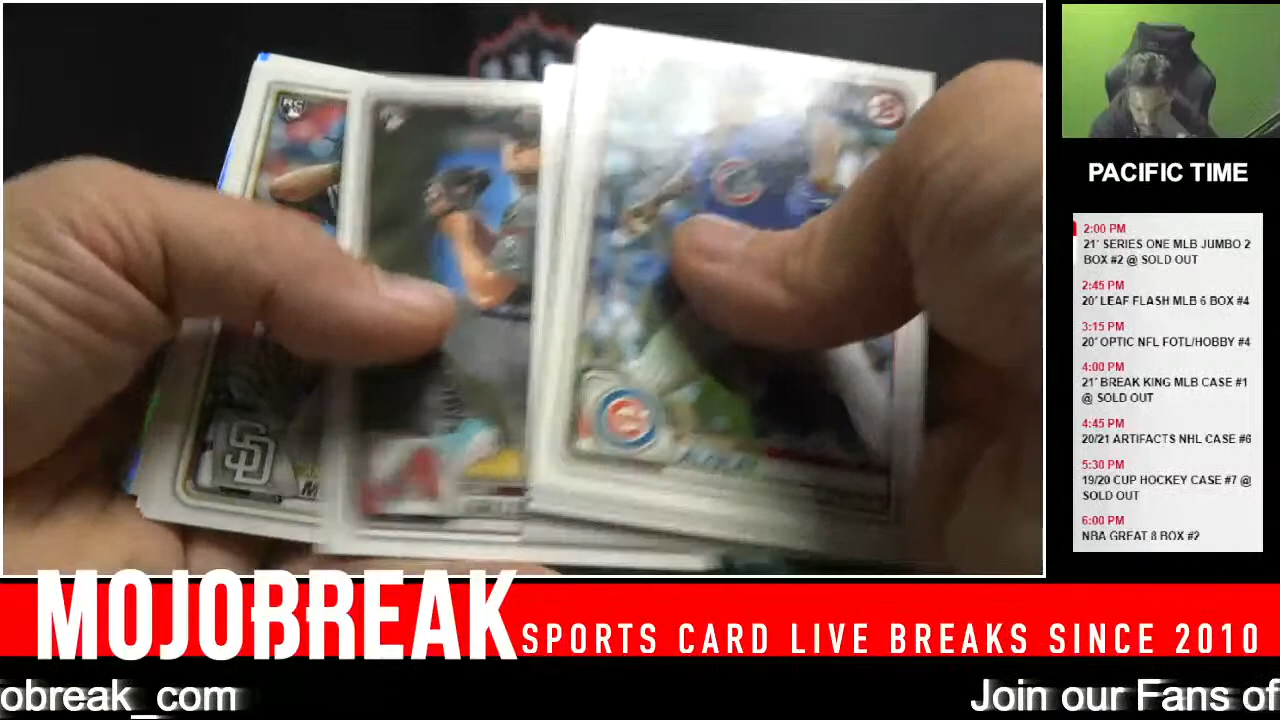 RC
SD
C
PACIFIC TIME
2:00 PM
21' SERIES ONE MLB JUMBO 2
BOX #2 @ SOLD OUT
2:45 PM
20' LEAF FLASH MLB 6 BOX #4
3:15 PM
20' OPTIC NFL FOTL/HOBBY #4
4:00 PM
21' BREAK KING MLB CASE #1
@ SOLD OUT
4:45 PM
20/21 ARTIFACTS NHL CASE #6
5:30 PM
19/20 CUP HOCKEY CASE #7 @
SOLD OUT
6:00 PM
NBA GREAT 8 BOX #2
MOJOBREAK
SPORTS CARD LIVE BREAKS SINCE 2010
obreak_com
Join our Fans of